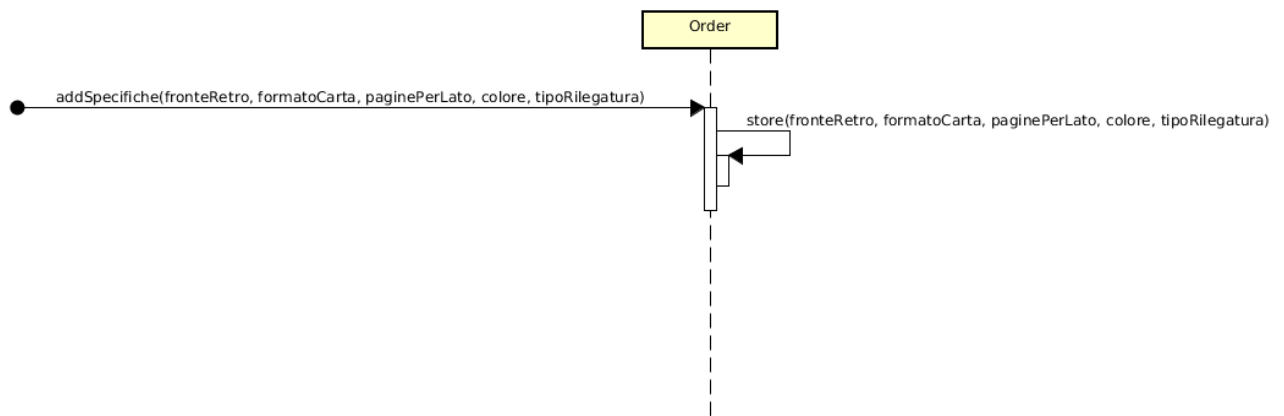 Order
addSpecifiche(fronteRetro, formatoCarta, paginePerLato, colore, tipoRilegatura)
store(fronteRetro, formatoCarta, paginePerLato, colore, tipoRilegatura)